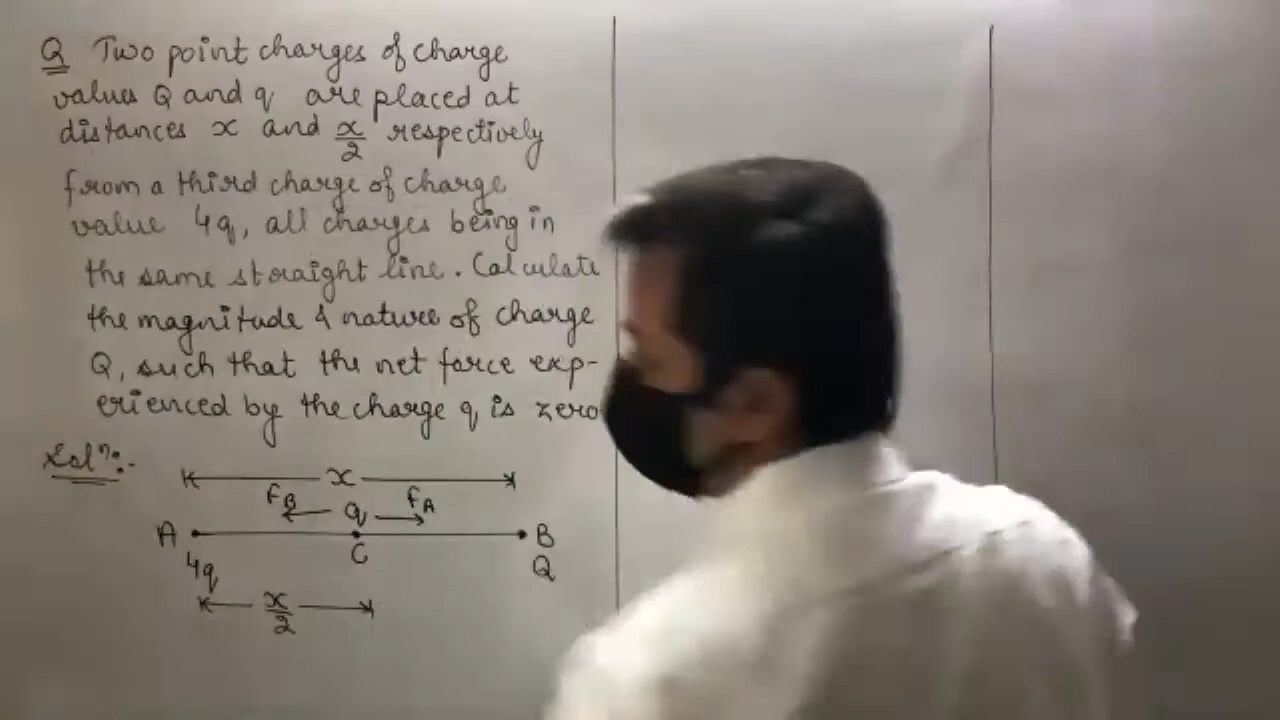 Q Two point charges of charge
values Q and q are placed at
distances x and x/2 respectively
from a third charge of charge
value 4q, all charges being in
the same straight line. Calculate
the magnitude & nature of charge
Q, such that the net force exp-
erienced by the charge q is zero
Solⁿ:-
x
F_B q F_A
A C B
4q Q
x/2